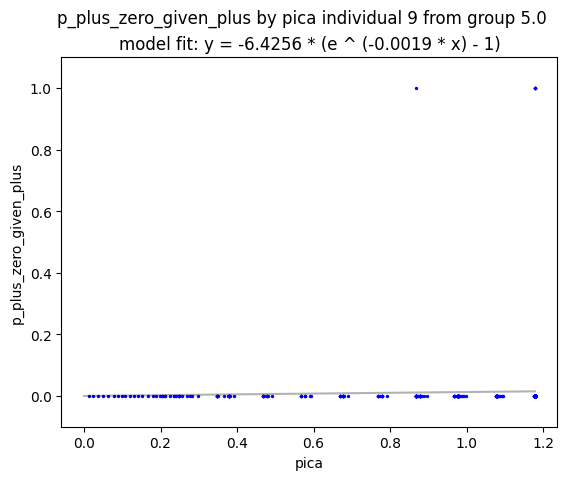 p_plus_zero_given_plus by pica individual 9 from group 5.0
model fit: y = -6.4256 * (e ^ (-0.0019 * x) - 1)
p_plus_zero_given_plus
1.0
0.8
0.6
0.4
0.2
0.0
0.0 0.2 0.4 0.6 0.8 1.0 1.2
pica